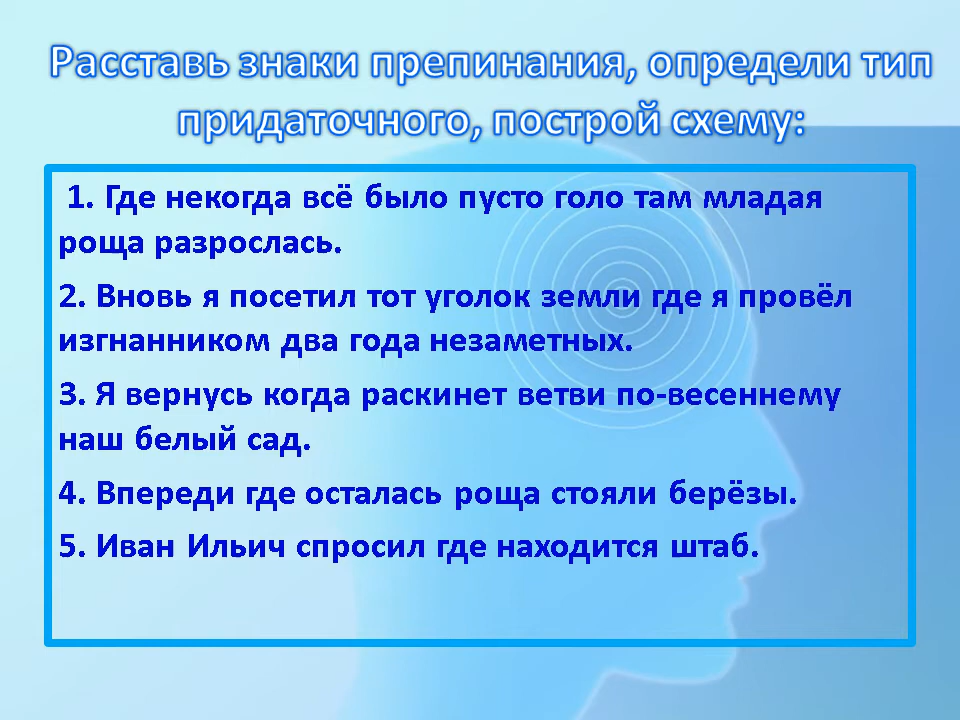 Расставь знаки препинания, определи тип
придаточного, построй схему:
1. Где некогда всё было пусто голо там младая
роща разрослась.
2. Вновь я посетил тот уголок земли где я провёл
изгнанником два года незаметных.
3. Я вернусь когда раскинет ветви по-весеннему
наш белый сад.
4. Впереди где осталась роща стояли берёзы.
5. Иван Ильич спросил где находится штаб.